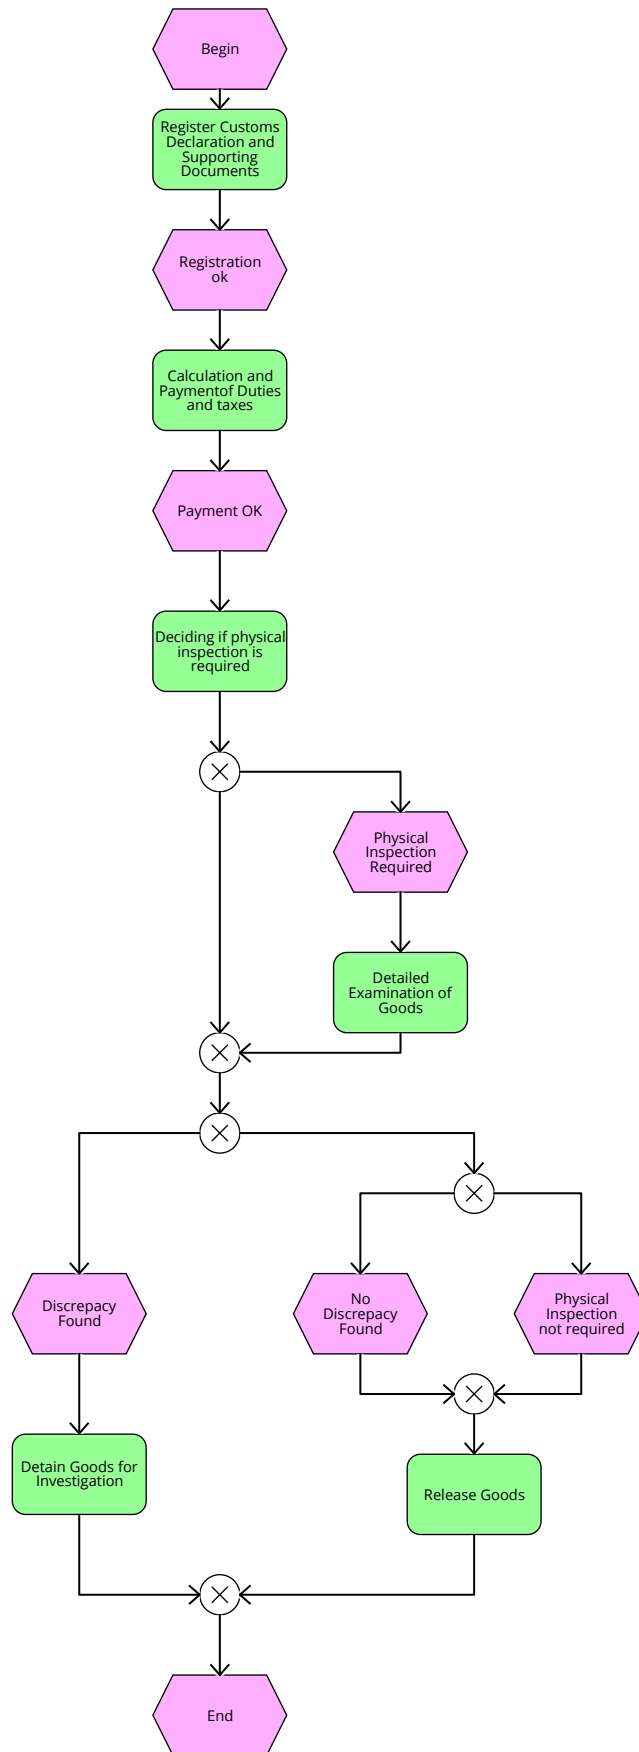 Begin
Register Customs
Declaration and
Supporting
Documents
Registration
ok
Calculation and
Paymentof Duties
and taxes
Payment OK
Deciding if physical
inspection is
required
Physical
Inspection
Required
Detailed
Examination of
Goods
Discrepacy
Found
No
Discrepacy
Found
Physical
Inspection
not required
Detain Goods for
Investigation
Release Goods
End